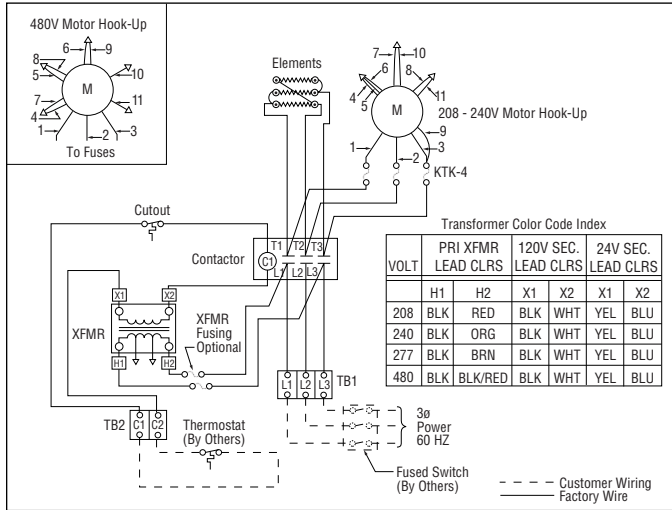 480V Motor Hook-Up
6 9
8
5
M
10
7
11
4
1 2 3
To Fuses
Elements
7 10
6 8
4 5 11
M
208 - 240V Motor Hook-Up
9
1 2 3
KTK-4
Cutout
Contactor
C1
T1 T2 T3
L1 L2 L3
X1 X2
XFMR
H1 H2
XFMR
Fusing
Optional
L1 L2 L3
TB1
TB2
C1 C2
Thermostat
(By Others)
3ø
Power
60 HZ
Fused Switch
(By Others)
Customer Wiring
Factory Wire
Transformer Color Code Index
VOLT PRI XFMR LEAD CLRS 120V SEC. LEAD CLRS 24V SEC. LEAD CLRS
H1 H2 X1 X2 X1 X2
208 BLK RED BLK WHT YEL BLU
240 BLK ORG BLK WHT YEL BLU
277 BLK BRN BLK WHT YEL BLU
480 BLK BLK/RED BLK WHT YEL BLU